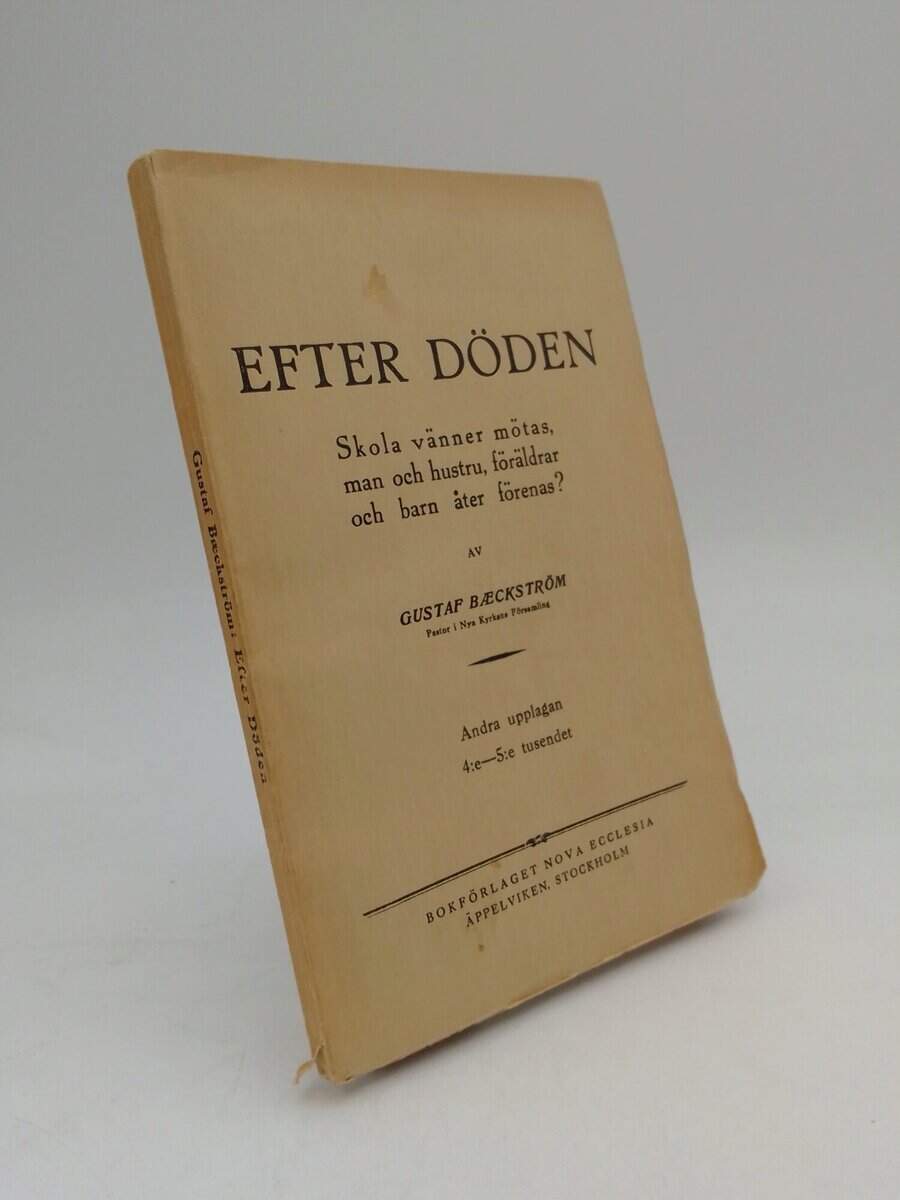 EFTER DÖDEN
Skola vänner mötas,
man och hustru, föräldrar
och barn åter förenas?
AV
GUSTAF BÆCKSTRÖM
Pastor i Nya Kyrkans Församling
Andra upplagan
4:e—5:e tusendet
BOKFÖRLAGET NOVA ECCLESIA
ÄPPELVIKEN, STOCKHOLM
Gustaf Bæckström: Efter Döden